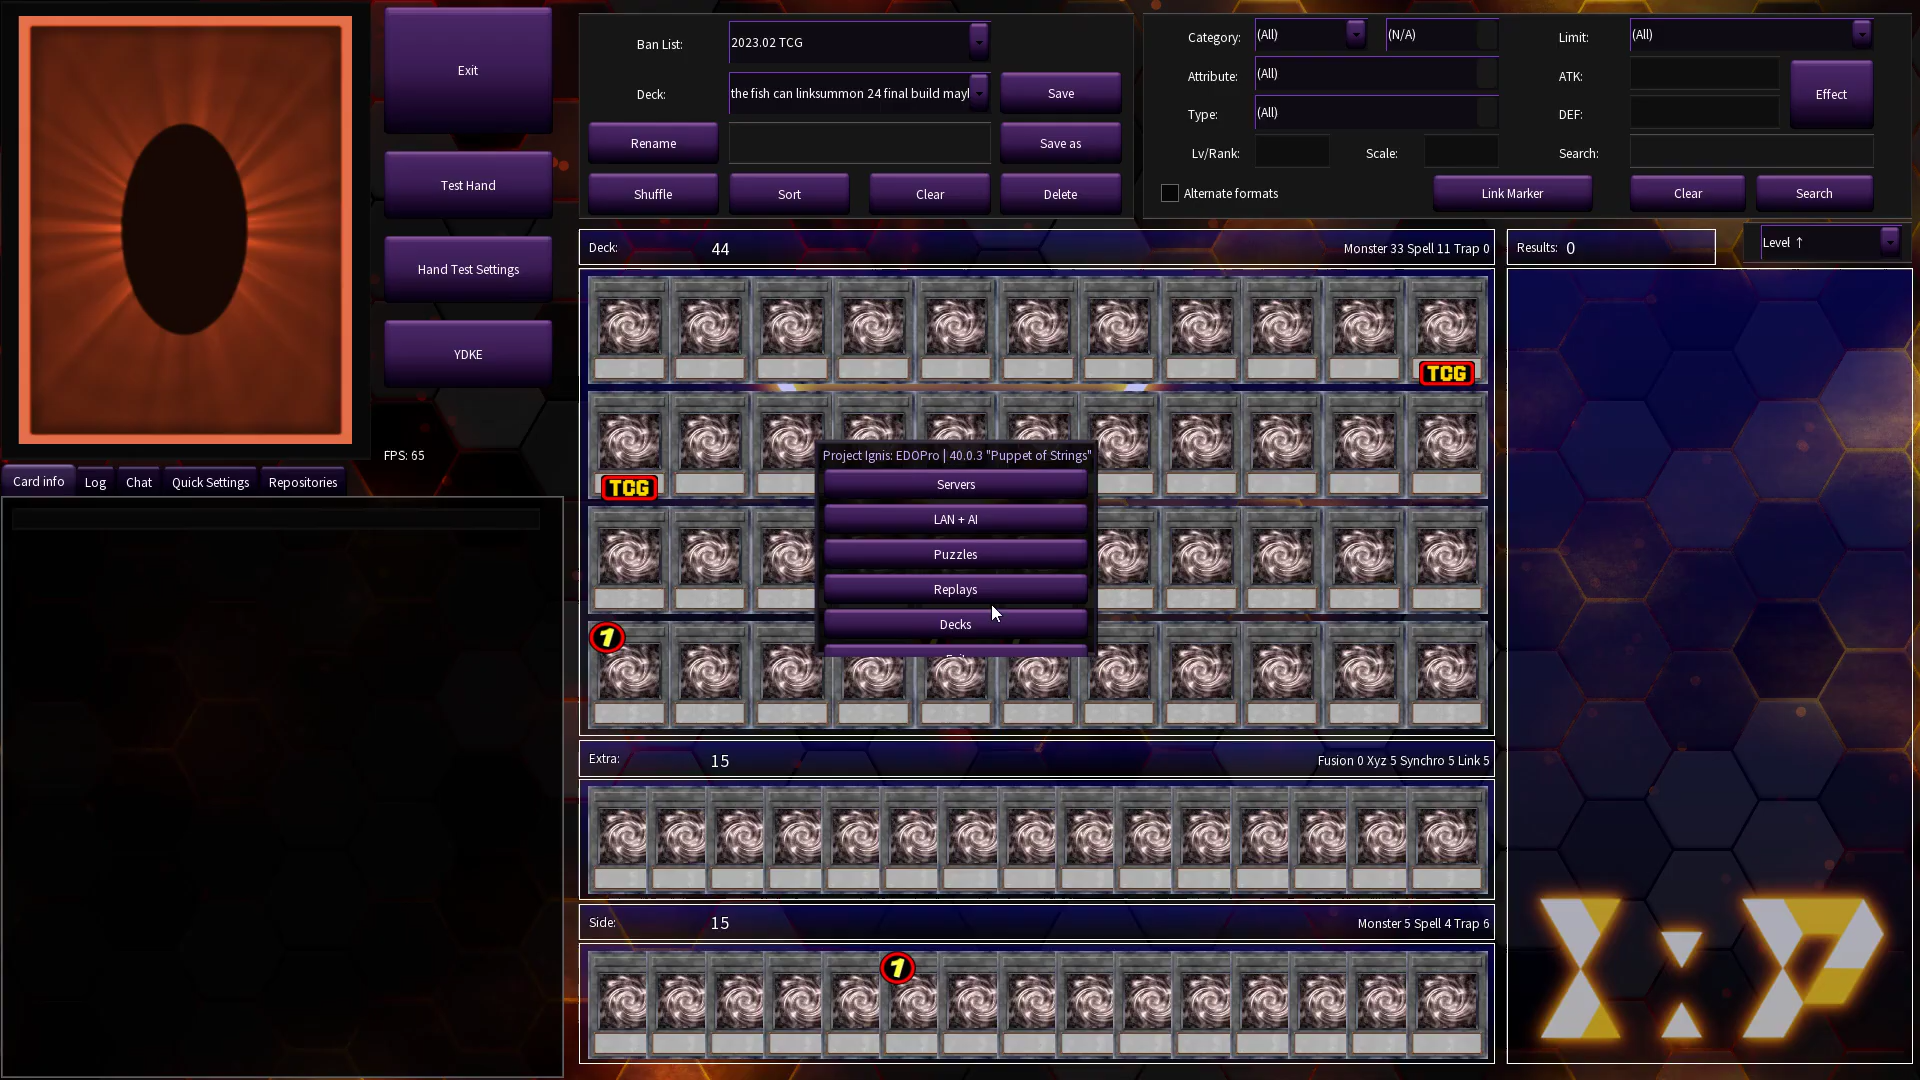 Exit
Test Hand
Hand Test Settings
YDKE
FPS: 65
Card info
Log
Chat
Quick Settings
Repositories
Ban List:
2023.02 TCG
Deck:
the fish can linksummon 24 final build mayl
Save
Rename
Save as
Shuffle
Sort
Clear
Delete
Category:
(All)
(N/A)
Limit:
(All)
Attribute:
(All)
ATK:
Effect
Type:
(All)
DEF:
Lv/Rank:
Scale:
Search:
Alternate formats
Link Marker
Clear
Search
Deck:
44
Monster 33 Spell 11 Trap 0
Results: 0
Level ↑
TCG
TCG
Project Ignis: EDOPro | 40.0.3 "Puppet of Strings"
Servers
LAN + AI
Puzzles
Replays
Decks
1
Extra:
15
Fusion 0 Xyz 5 Synchro 5 Link 5
Side:
15
Monster 5 Spell 4 Trap 6
1
X:P